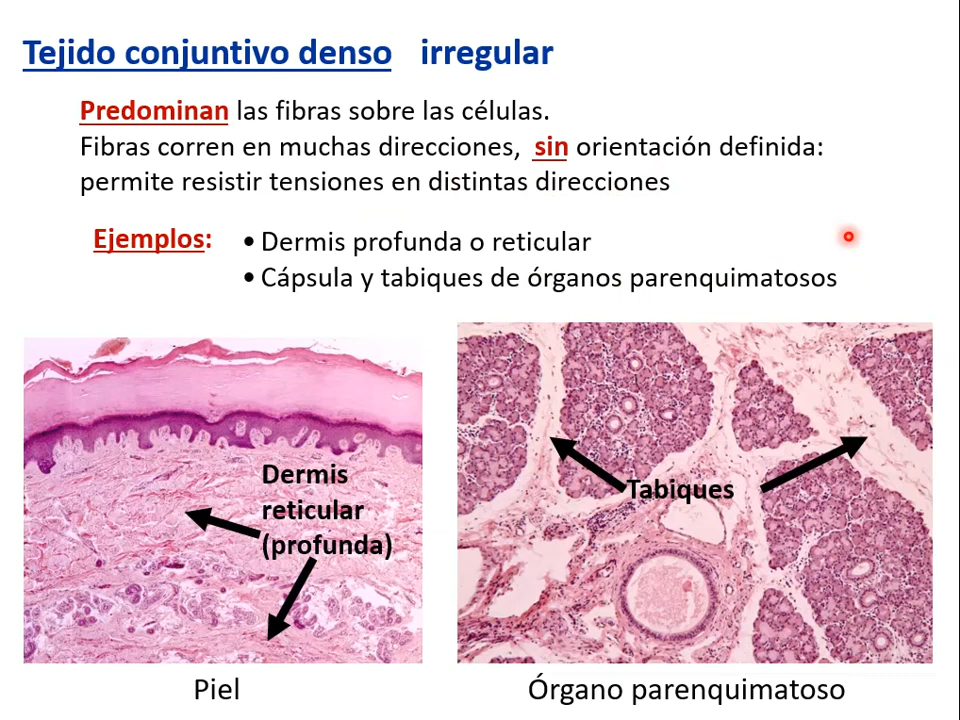 Tejido conjuntivo denso irregular
Predominan las fibras sobre las células.
Fibras corren en muchas direcciones, sin orientación definida:
permite resistir tensiones en distintas direcciones
Ejemplos:
• Dermis profunda o reticular
• Cápsula y tabiques de órganos parenquimatosos
Dermis
reticular
(profunda)
Tabiques
Piel
Órgano parenquimatoso